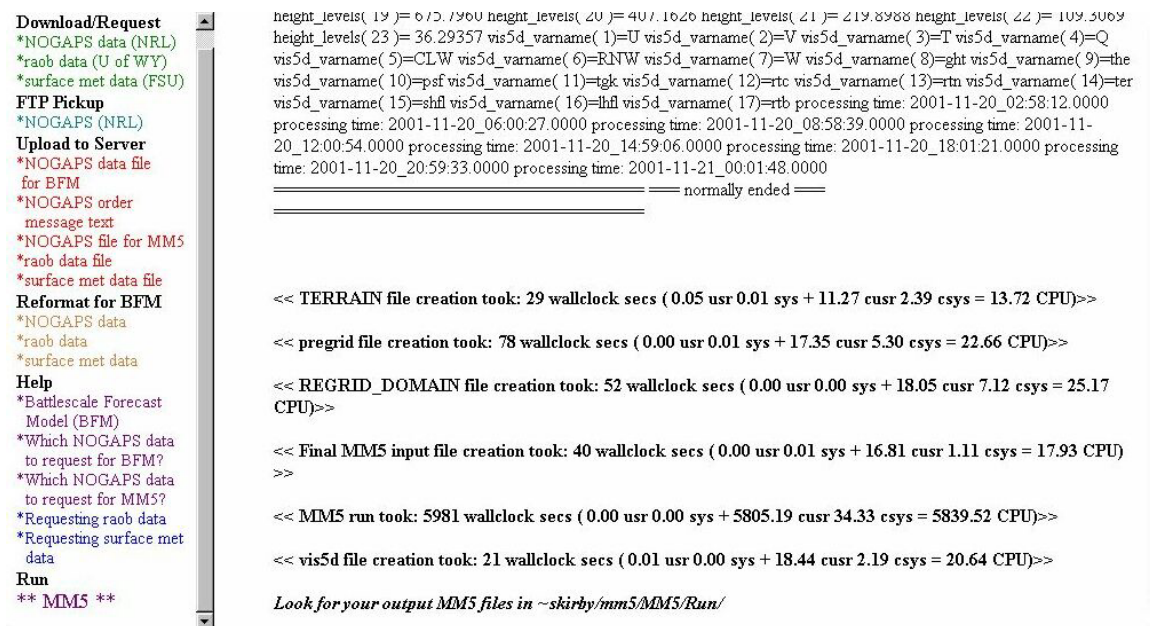 Download/Request
*NOGAPS data (NRL)
*raob data (U of WY)
*surface met data (FSU)
FTP Pickup
*NOGAPS (NRL)
Upload to Server
*NOGAPS data file
for BFM
*NOGAPS order
message text
*NOGAPS file for MM5
*raob data file
*surface met data file
Reformat for BFM
*NOGAPS data
*raob data
*surface met data
Help
*Battlescale Forecast
Model (BFM)
*Which NOGAPS data
to request for BFM?
*Which NOGAPS data
to request for MM5?
*Requesting raob data
*Requesting surface met
data
Run
** MM5 **
height_levels( 19 )= 675.7960 height_levels( 20 )= 407.1626 height_levels( 21 )= 219.8988 height_levels( 22 )= 109.3069
height_levels( 23 )= 36.29357 vis5d_varname( 1)=U vis5d_varname( 2)=V vis5d_varname( 3)=T vis5d_varname( 4)=Q
vis5d_varname( 5)=CLW vis5d_varname( 6)=RNW vis5d_varname( 7)=W vis5d_varname( 8)=ght vis5d_varname( 9)=the
vis5d_varname( 10)=psf vis5d_varname( 11)=tgk vis5d_varname( 12)=rtc vis5d_varname( 13)=rtn vis5d_varname( 14)=ter
vis5d_varname( 15)=shfl vis5d_varname( 16)=lhfl vis5d_varname( 17)=rtb processing time: 2001-11-20_02:58:12.0000
processing time: 2001-11-20_06:00:27.0000 processing time: 2001-11-20_08:58:39.0000 processing time: 2001-11-
20_12:00:54.0000 processing time: 2001-11-20_14:59:06.0000 processing time: 2001-11-20_18:01:21.0000 processing
time: 2001-11-20_20:59:33.0000 processing time: 2001-11-21_00:01:48.0000
=================================== === normally ended ===
===================================
<< TERRAIN file creation took: 29 wallclock secs ( 0.05 usr 0.01 sys + 11.27 cusr 2.39 csys = 13.72 CPU)>>
<< pregrid file creation took: 78 wallclock secs ( 0.00 usr 0.01 sys + 17.35 cusr 5.30 csys = 22.66 CPU)>>
<< REGRID_DOMAIN file creation took: 52 wallclock secs ( 0.00 usr 0.00 sys + 18.05 cusr 7.12 csys = 25.17
CPU)>>
<< Final MM5 input file creation took: 40 wallclock secs ( 0.00 usr 0.01 sys + 16.81 cusr 1.11 csys = 17.93 CPU)
>>
<< MM5 run took: 5981 wallclock secs ( 0.00 usr 0.00 sys + 5805.19 cusr 34.33 csys = 5839.52 CPU)>>
<< vis5d file creation took: 21 wallclock secs ( 0.01 usr 0.00 sys + 18.44 cusr 2.19 csys = 20.64 CPU)>>
Look for your output MM5 files in ~skirby/mm5/MM5/Run/